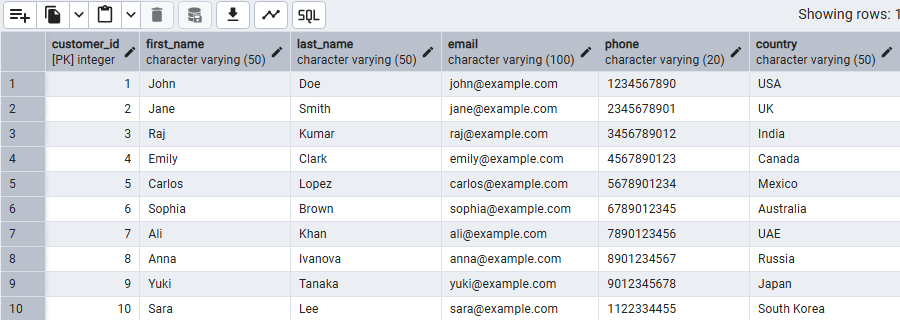 SQL
Showing rows: 1
customer_id first_name last_name email phone country
[PK] integer character varying (50) character varying (50) character varying (100) character varying (20) character varying (50)
1 1 John Doe john@example.com 1234567890 USA
2 2 Jane Smith jane@example.com 2345678901 UK
3 3 Raj Kumar raj@example.com 3456789012 India
4 4 Emily Clark emily@example.com 4567890123 Canada
5 5 Carlos Lopez carlos@example.com 5678901234 Mexico
6 6 Sophia Brown sophia@example.com 6789012345 Australia
7 7 Ali Khan ali@example.com 7890123456 UAE
8 8 Anna Ivanova anna@example.com 8901234567 Russia
9 9 Yuki Tanaka yuki@example.com 9012345678 Japan
10 10 Sara Lee sara@example.com 1122334455 South Korea